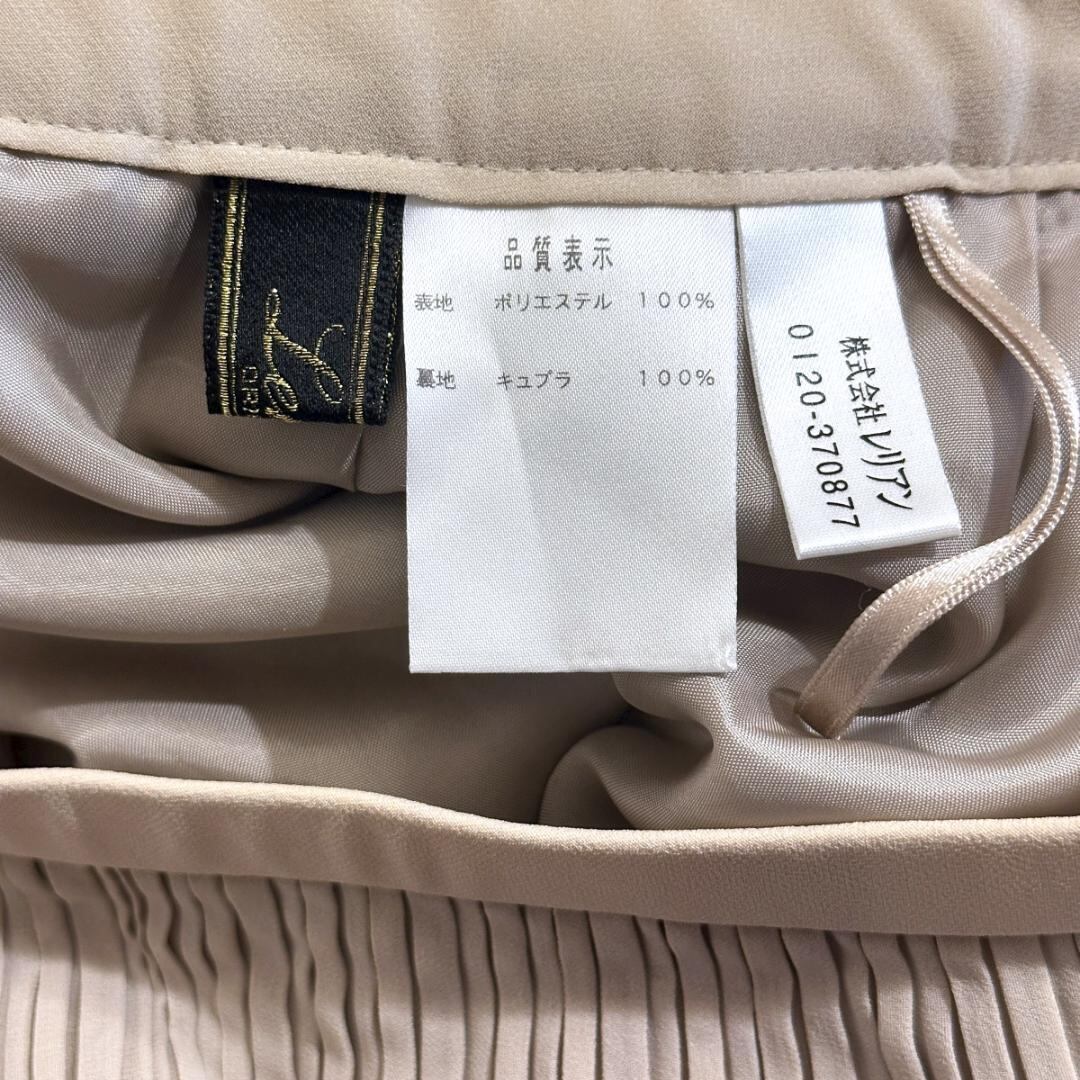 品質表示
表地 ポリエステル 100%
裏地 キュプラ 100%
株式会社レリアン
0120-370877